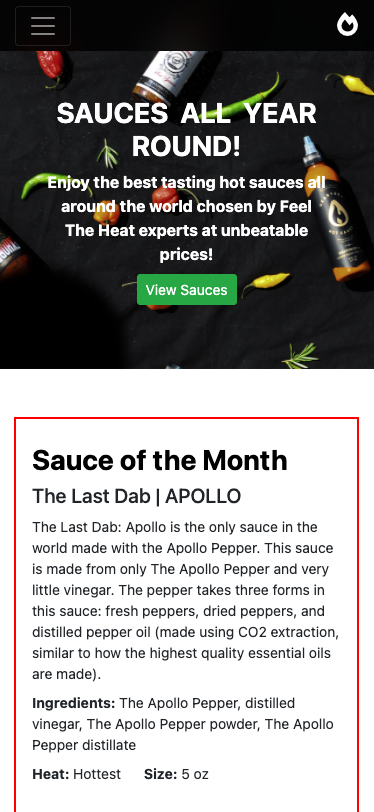 SAUCES ALL YEAR
ROUND!
Enjoy the best tasting hot sauces all
around the world chosen by Feel
The Heat experts at unbeatable
prices!
View Sauces
Sauce of the Month
The Last Dab | APOLLO
The Last Dab: Apollo is the only sauce in the
world made with the Apollo Pepper. This sauce
is made from only The Apollo Pepper and very
little vinegar. The pepper takes three forms in
this sauce: fresh peppers, dried peppers, and
distilled pepper oil (made using CO2 extraction,
similar to how the highest quality essential oils
are made).
Ingredients: The Apollo Pepper, distilled
vinegar, The Apollo Pepper powder, The Apollo
Pepper distillate
Heat: Hottest Size: 5 oz